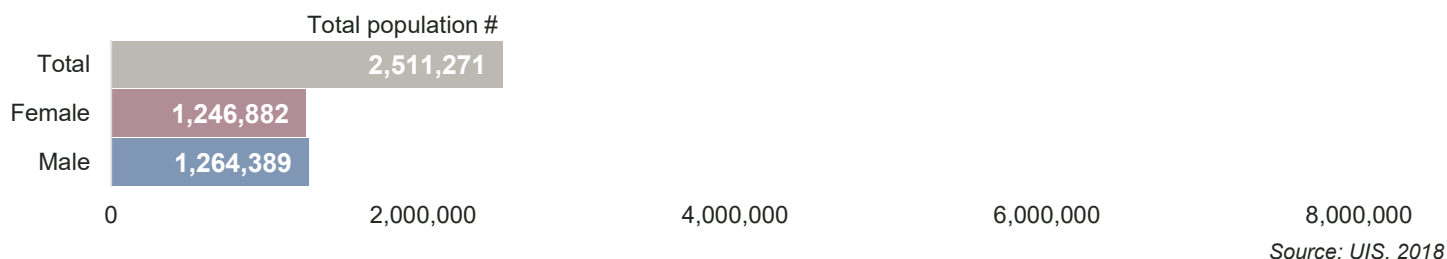 Total population #
Total 2,511,271
Female 1,246,882
Male 1,264,389
0 2,000,000 4,000,000 6,000,000 8,000,000
Source: UIS, 2018